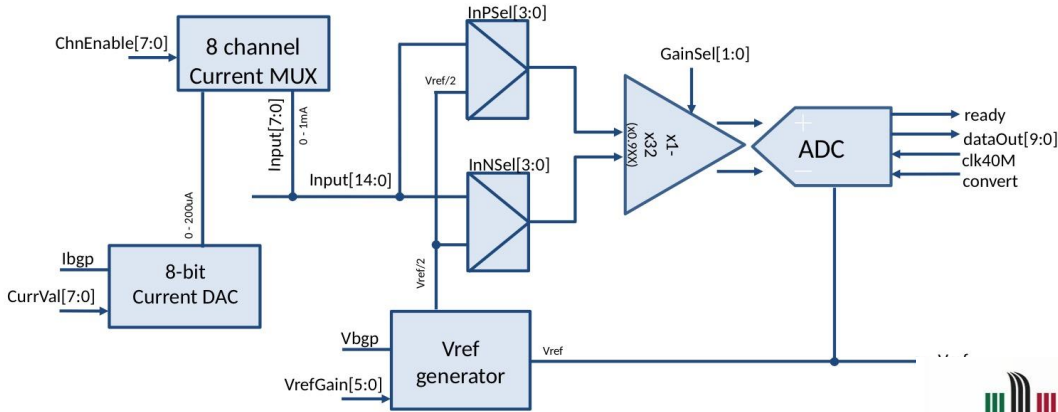 InPSel[3:0]
ChnEnable[7:0]
8 channel
Current MUX
GainSel[1:0]
Vref/2
Input[7:0]
0 - 1mA
x1-
x32
(x0,9XX)
+
−
ADC
ready
dataOut[9:0]
clk40M
convert
InNSel[3:0]
Input[14:0]
0 - 200uA
Ibgp
8-bit
Current DAC
CurrVal[7:0]
Vref/2
Vbgp
Vref
generator
Vref
VrefGain[5:0]